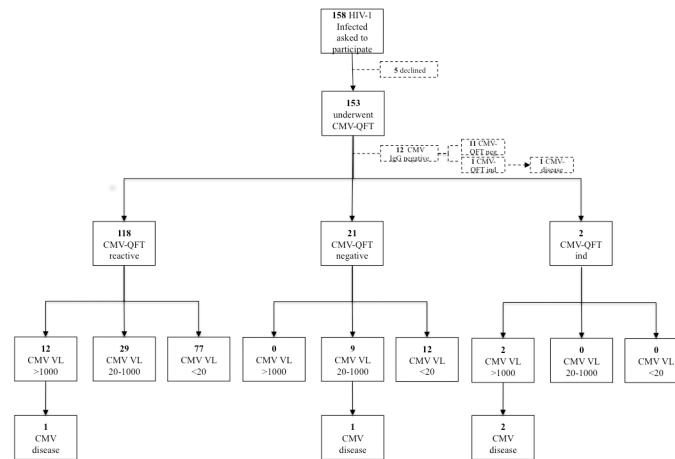 158 HIV-1
Infected
asked to
participate
5 declined
153
underwent
CMV-QFT
12 CMV
IgG negative
11 CMV-
QFT neg
1 CMV-
QFT ind
1 CMV-
disease
118
CMV-QFT
reactive
21
CMV-QFT
negative
2
CMV-QFT
ind
12
CMV VL
>1000
29
CMV VL
20-1000
77
CMV VL
<20
0
CMV VL
>1000
9
CMV VL
20-1000
12
CMV VL
<20
2
CMV VL
>1000
0
CMV VL
20-1000
0
CMV VL
<20
1
CMV
disease
1
CMV
disease
2
CMV
disease